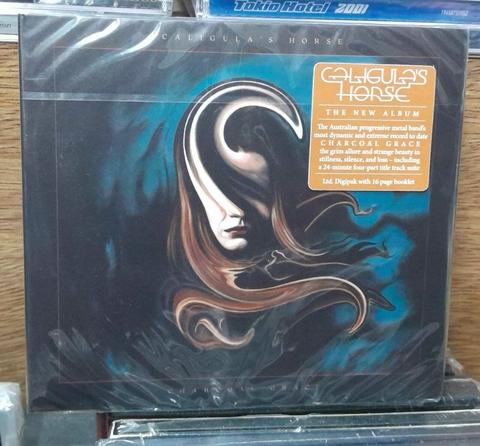 Tokio Hotel 2001
CALIGULA'S HORSE
CALIGULA'S
HORSE
THE NEW ALBUM
The Australian progressive metal band's
most dynamic and extreme record to date
CHARCOAL GRACE
the grim allure and strange beauty in
stillness, silence, and loss – including
a 24-minute four-part title track suite
Ltd. Digipak with 16 page booklet
CHARCOAL GRACE